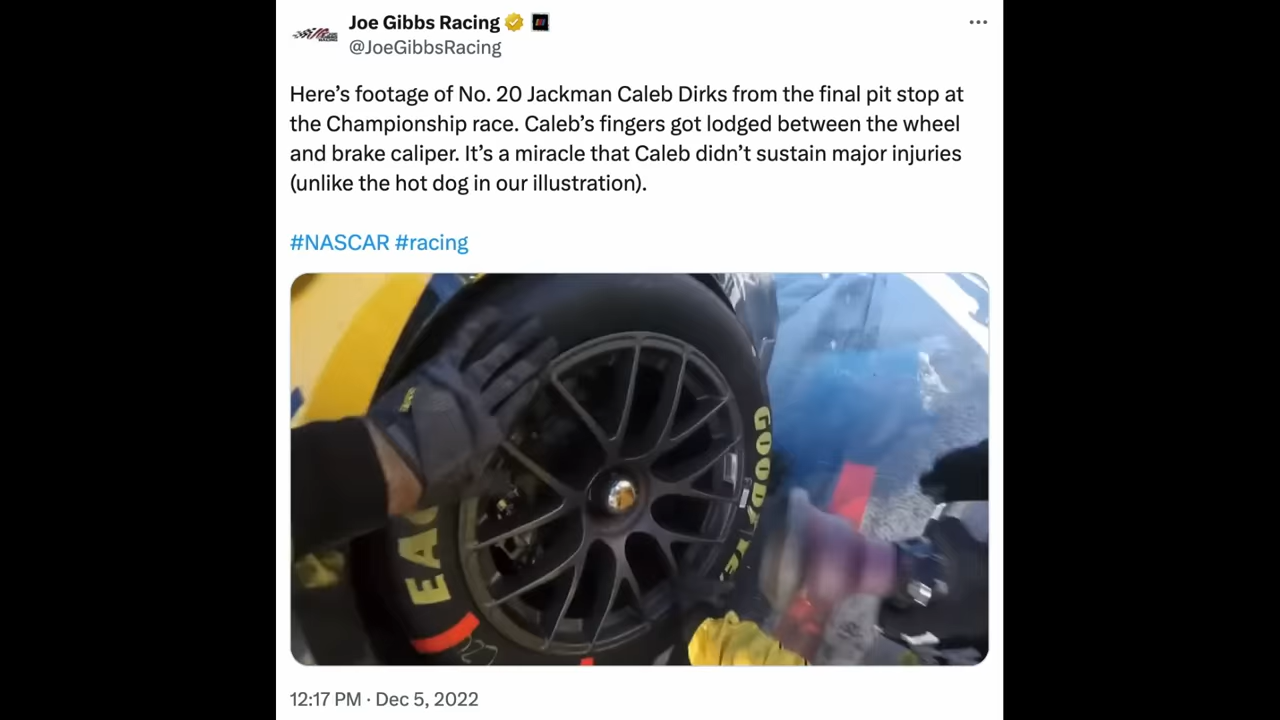 Joe Gibbs Racing
@JoeGibbsRacing
Here’s footage of No. 20 Jackman Caleb Dirks from the final pit stop at
the Championship race. Caleb’s fingers got lodged between the wheel
and brake caliper. It’s a miracle that Caleb didn’t sustain major injuries
(unlike the hot dog in our illustration).
#NASCAR #racing
GOODYEAR
EAG
12:17 PM · Dec 5, 2022